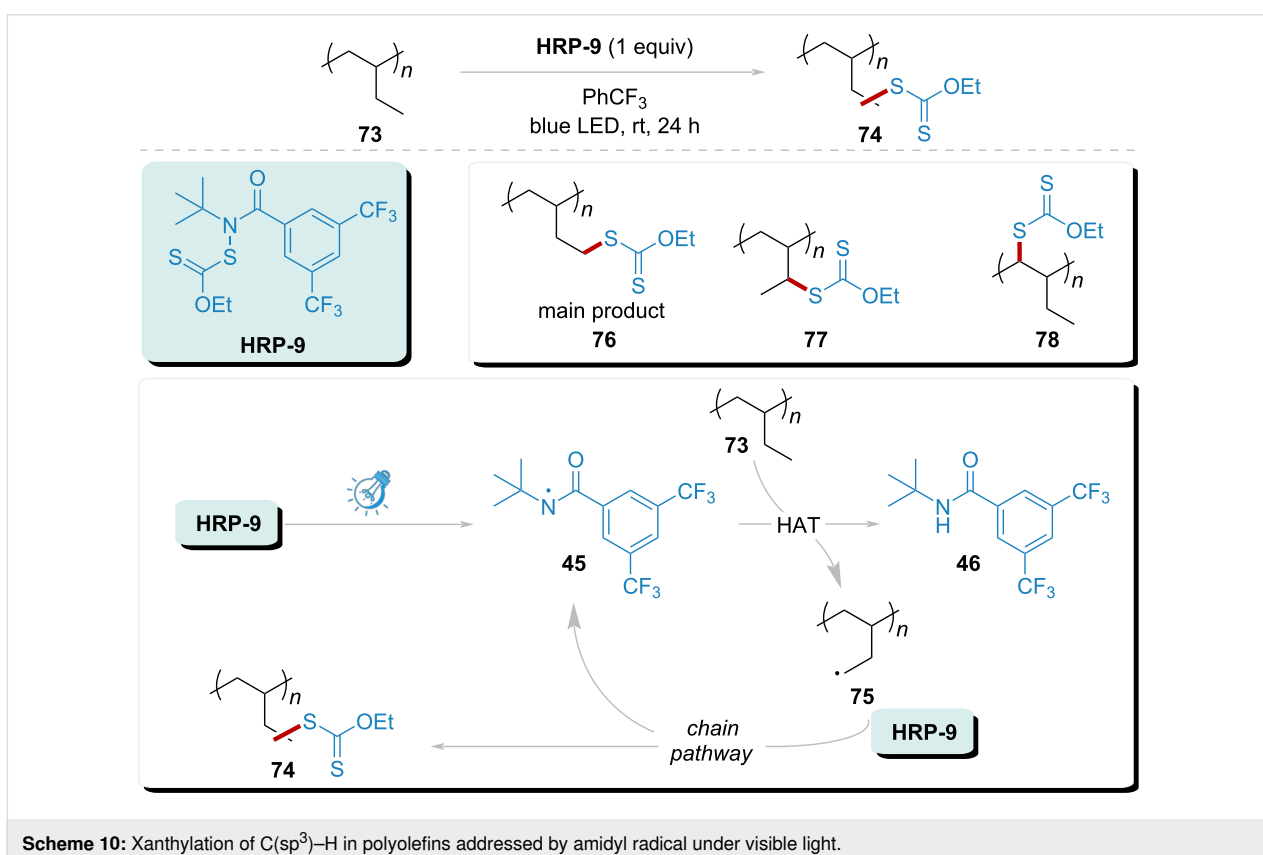 HRP-9 (1 equiv)
PhCF3
blue LED, rt, 24 h
n
73
n
S
OEt
S
74
O
N
CF3
S
S
OEt
CF3
HRP-9
n
S
OEt
S
main product
76
n
S
S
OEt
77
S
S
OEt
n
78
n
73
HRP-9
O
N
CF3
CF3
45
HAT
O
N
H
CF3
CF3
46
n
75
HRP-9
chain
pathway
n
S
OEt
S
74
Scheme 10: Xanthylation of C(sp3)–H in polyolefins addressed by amidyl radical under visible light.